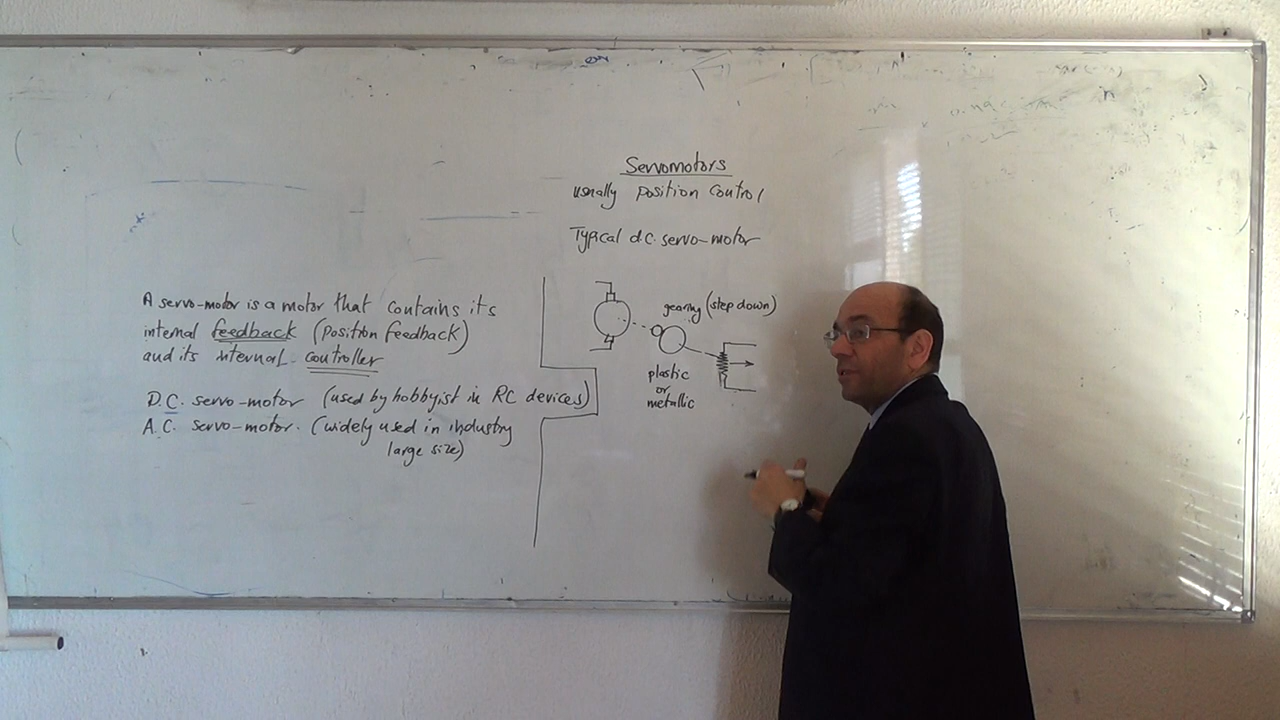 Servomotors
usually position control
Typical d.c. servo-motor
A servo-motor is a motor that contains its
internal feedback (position feedback)
and its internal controller
D.C. servo-motor (used by hobbyist in RC devices)
A.C. servo-motor. (widely used in industry
large size)
gearing (step down)
plastic
or
metallic